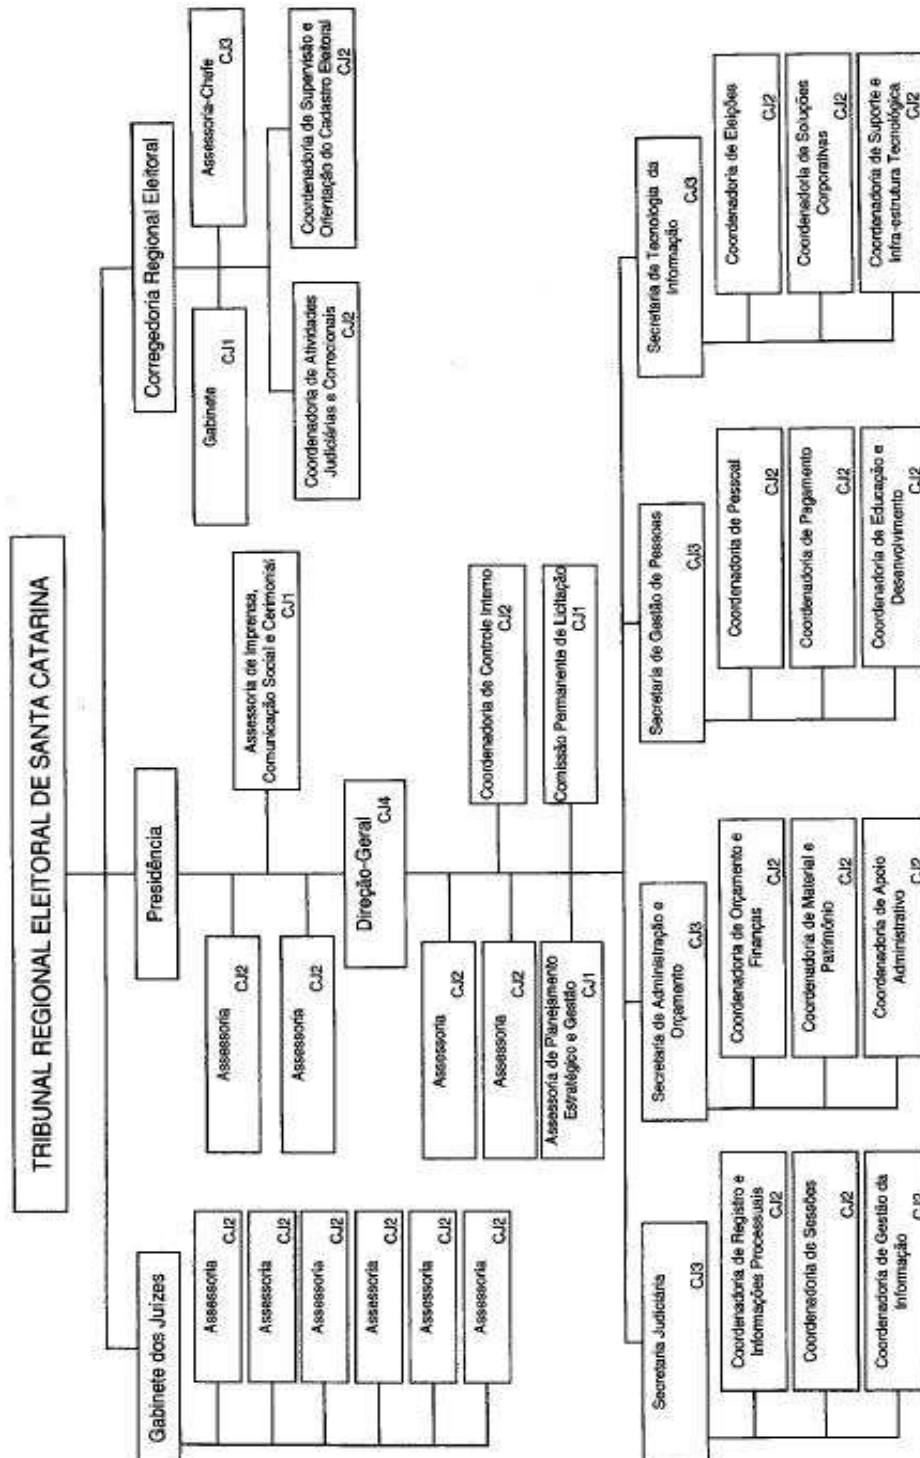 TRIBUNAL REGIONAL ELEITORAL DE SANTA CATARINA
Gabinete dos Juízes
Assessoria
CJ2
Assessoria
CJ2
Assessoria
CJ2
Assessoria
CJ2
Assessoria
CJ2
Assessoria
CJ2
Presidência
Assessoria
CJ2
Assessoria
CJ2
Assessoria de Imprensa,
Comunicação Social e Cerimonial
CJ1
Direção-Geral
CJ4
Assessoria
CJ2
Assessoria
CJ2
Assessoria de Planejamento
Estratégico e Gestão
CJ1
Coordenadoria de Controle Interno
CJ2
Comissão Permanente de Licitação
CJ1
Corregedoria Regional Eleitoral
Gabinete
CJ1
Assessoria-Chefe
CJ3
Coordenadoria de Atividades
Judiciárias e Correcionais
CJ2
Coordenadoria de Supervisão e
Orientação do Cadastro Eleitoral
CJ2
Secretaria Judiciária
CJ3
Coordenadoria de Registro e
Informações Processuais
CJ2
Coordenadoria de Sessões
CJ2
Coordenadoria de Gestão da
Informação
CJ2
Secretaria de Administração e
Orçamento
CJ3
Coordenadoria de Orçamento e
Finanças
CJ2
Coordenadoria de Material e
Patrimônio
CJ2
Coordenadoria de Apoio
Administrativo
CJ2
Secretaria de Gestão de Pessoas
CJ3
Coordenadoria de Pessoal
CJ2
Coordenadoria de Pagamento
CJ2
Coordenadoria de Educação e
Desenvolvimento
CJ2
Secretaria de Tecnologia da
Informação
CJ3
Coordenadoria de Eleições
CJ2
Coordenadoria de Soluções
Corporativas
CJ2
Coordenadoria de Suporte e
Infra-estrutura Tecnológica
CJ2